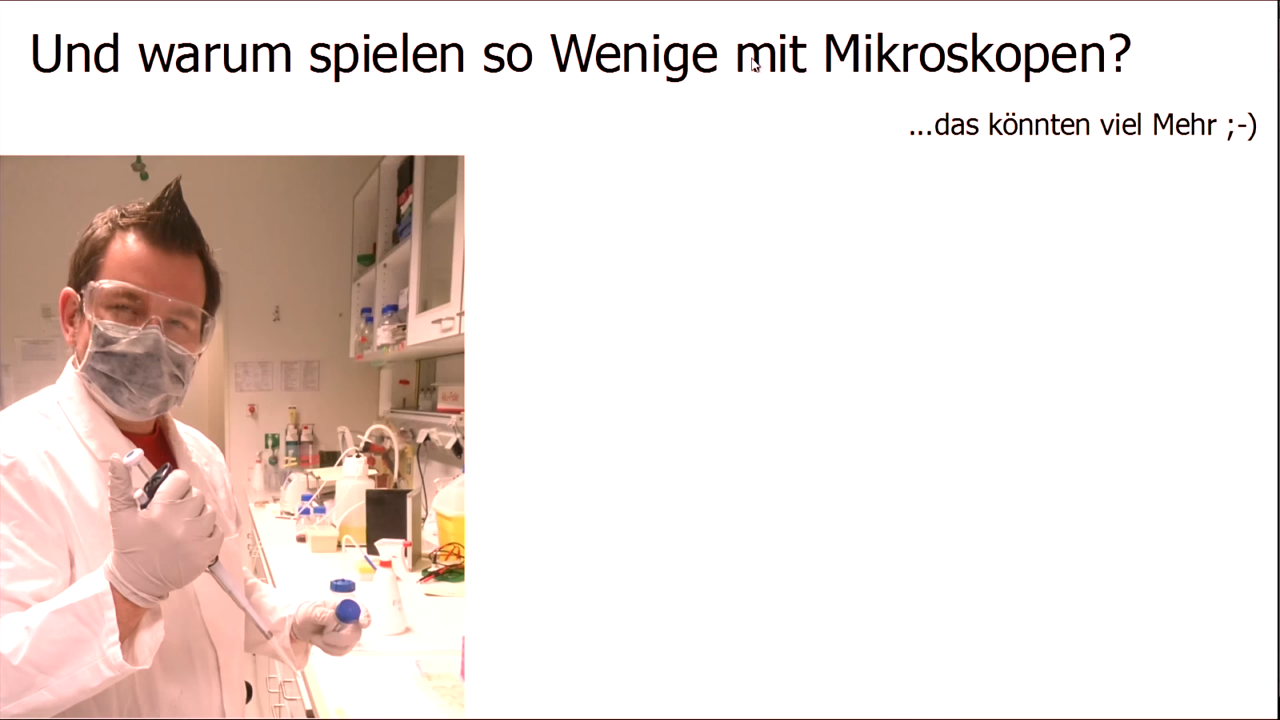 Und warum spielen so Wenige mit Mikroskopen?
...das könnten viel Mehr ;-)